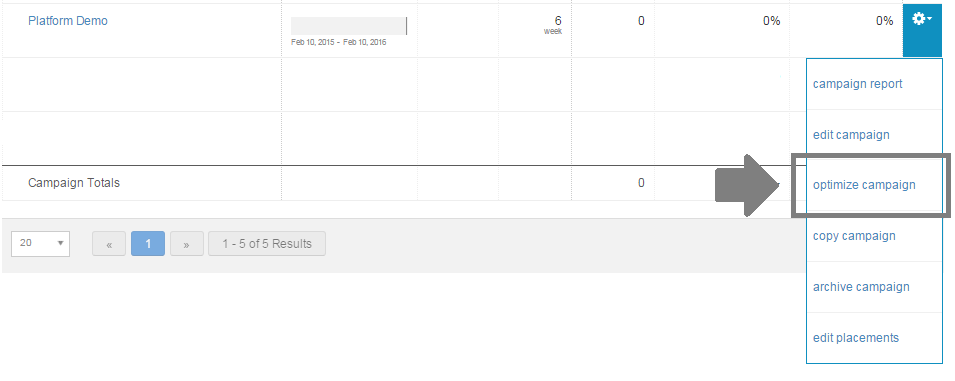 Platform Demo
Feb 10, 2015 - Feb 10, 2016
6
week
0
0%
0%
campaign report
edit campaign
Campaign Totals
0
optimize campaign
copy campaign
20
«
1
»
1 - 5 of 5 Results
archive campaign
edit placements